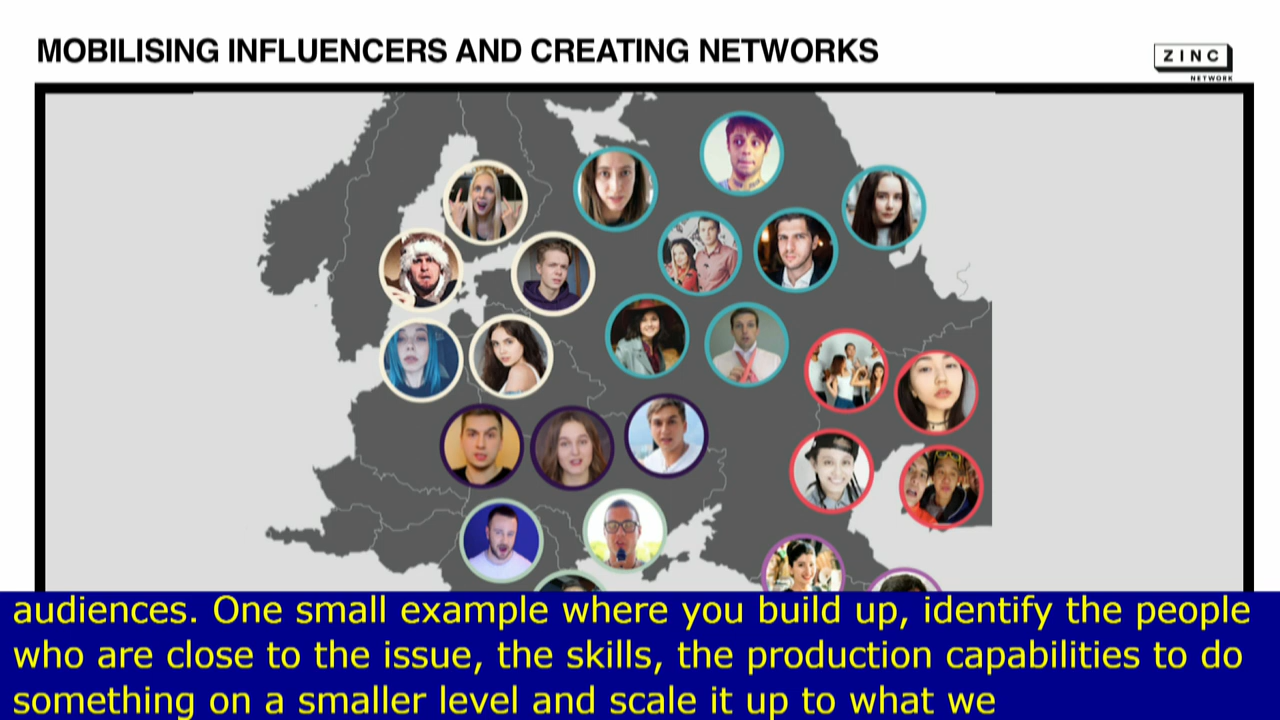 MOBILISING INFLUENCERS AND CREATING NETWORKS
ZINC
NETWORK
audiences. One small example where you build up, identify the people
who are close to the issue, the skills, the production capabilities to do
something on a smaller level and scale it up to what we